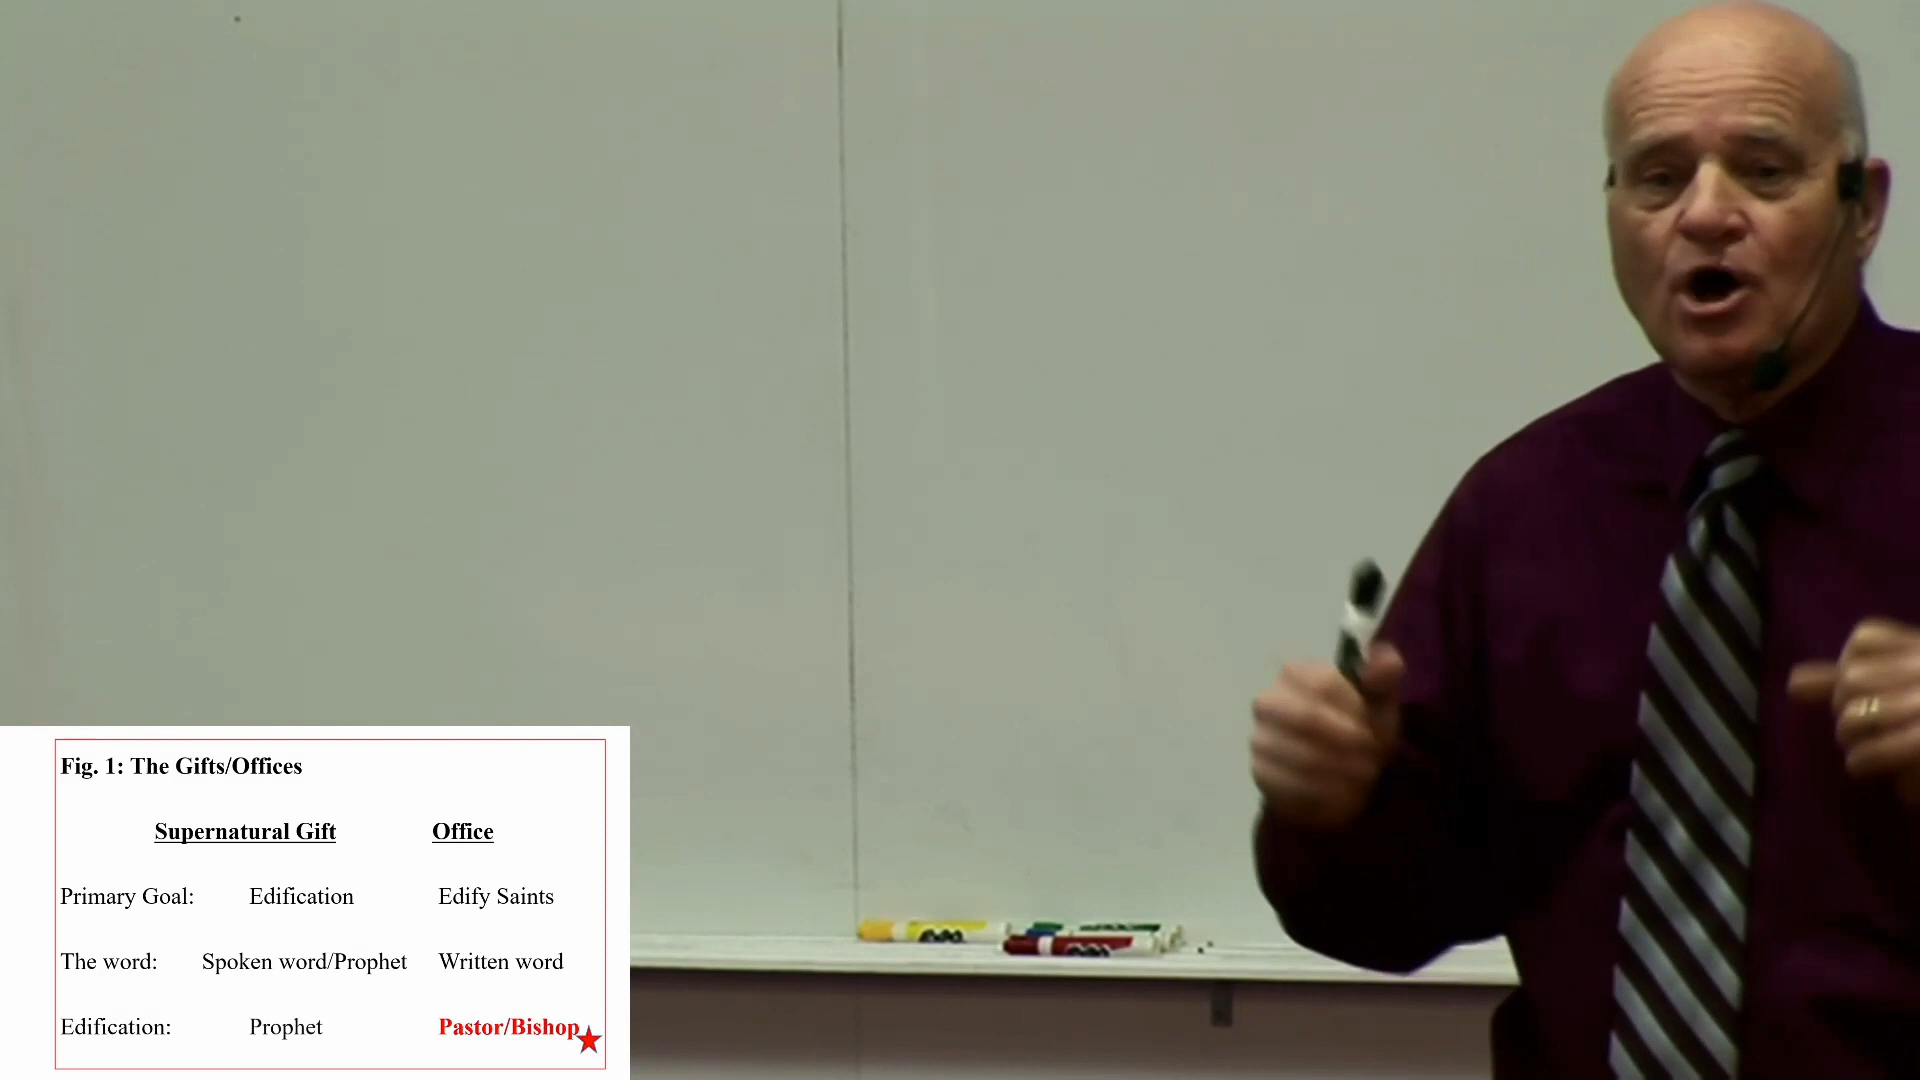 Fig. 1: The Gifts/Offices
Supernatural Gift Office
Primary Goal: Edification Edify Saints
The word: Spoken word/Prophet Written word
Edification: Prophet Pastor/Bishop